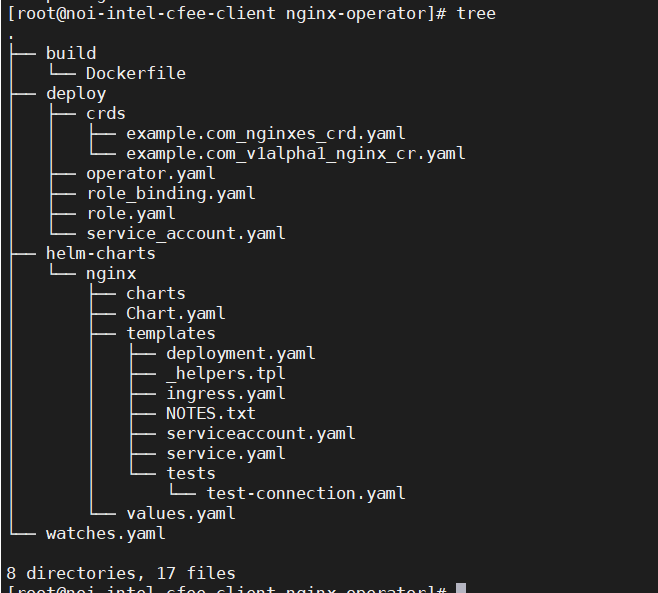 [root@noi-intel-cfee-client nginx-operator]# tree
.
├── build
│   └── Dockerfile
├── deploy
│   ├── crds
│   │   ├── example.com_nginxes_crd.yaml
│   │   └── example.com_v1alpha1_nginx_cr.yaml
│   ├── operator.yaml
│   ├── role_binding.yaml
│   ├── role.yaml
│   └── service_account.yaml
├── helm-charts
│   └── nginx
│       ├── charts
│       ├── Chart.yaml
│       ├── templates
│       │   ├── deployment.yaml
│       │   ├── _helpers.tpl
│       │   ├── ingress.yaml
│       │   ├── NOTES.txt
│       │   ├── serviceaccount.yaml
│       │   ├── service.yaml
│       │   └── tests
│       │       └── test-connection.yaml
│       └── values.yaml
└── watches.yaml
8 directories, 17 files
[root@noi-intel-cfee-client nginx-operator]#